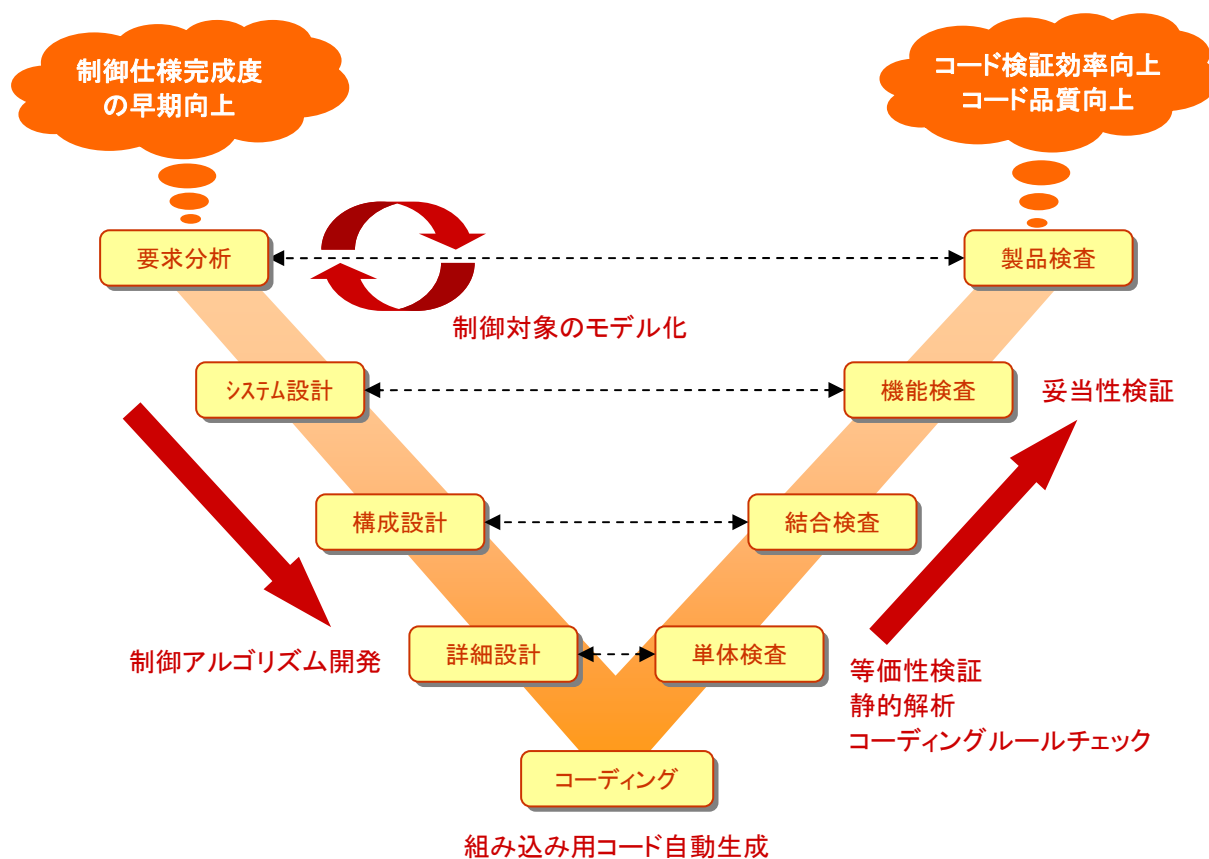 制御仕様完成度
の早期向上
コード検証効率向上
コード品質向上
要求分析
製品検査
制御対象のモデル化
システム設計
機能検査
妥当性検証
構成設計
結合検査
詳細設計
単体検査
制御アルゴリズム開発
等価性検証
静的解析
コーディングルールチェック
コーディング
組み込み用コード自動生成